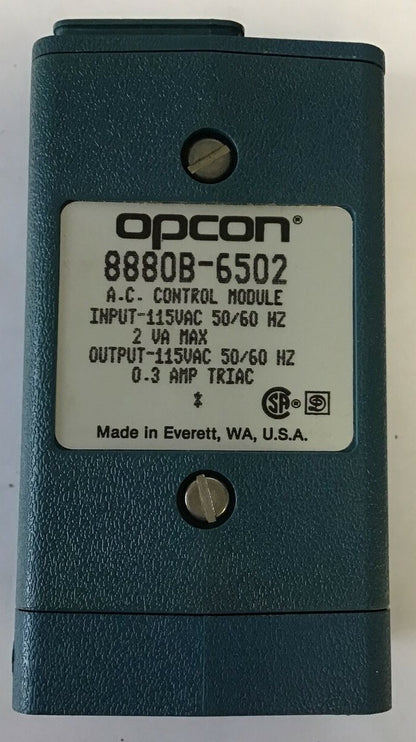 opcon®
8880B-6502
A.C. CONTROL MODULE
INPUT-115VAC 50/60 HZ
2 VA MAX
OUTPUT-115VAC 50/60 HZ
0.3 AMP TRIAC
*
SA®
Made in Everett, WA, U.S.A.